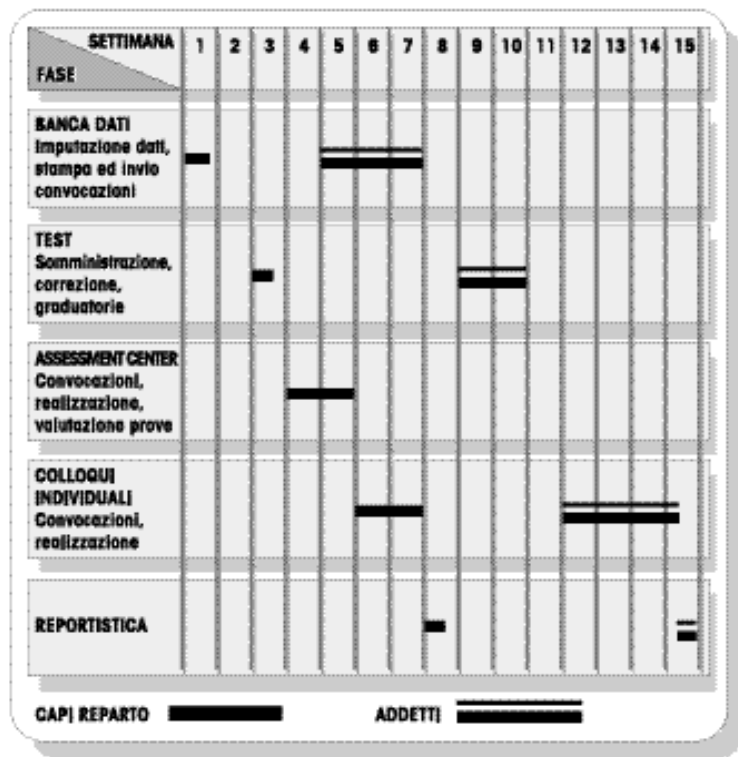 SETTIMANA 1 2 3 4 5 6 7 8 9 10 11 12 13 14 15
FASE
BANCA DATI
Imputazione dati,
stampa ed invio
convocazioni
TEST
Somministrazione,
correzione,
graduatorie
ASSESSMENT CENTER
Convocazioni,
realizzazione,
valutazione prove
COLLOQUI
INDIVIDUALI
Convocazioni,
realizzazione
REPORTISTICA
CAPI REPARTO ADDETTI